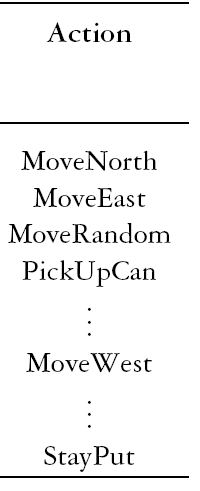 Action
MoveNorth
MoveEast
MoveRandom
PickUpCan
⋮
MoveWest
⋮
StayPut